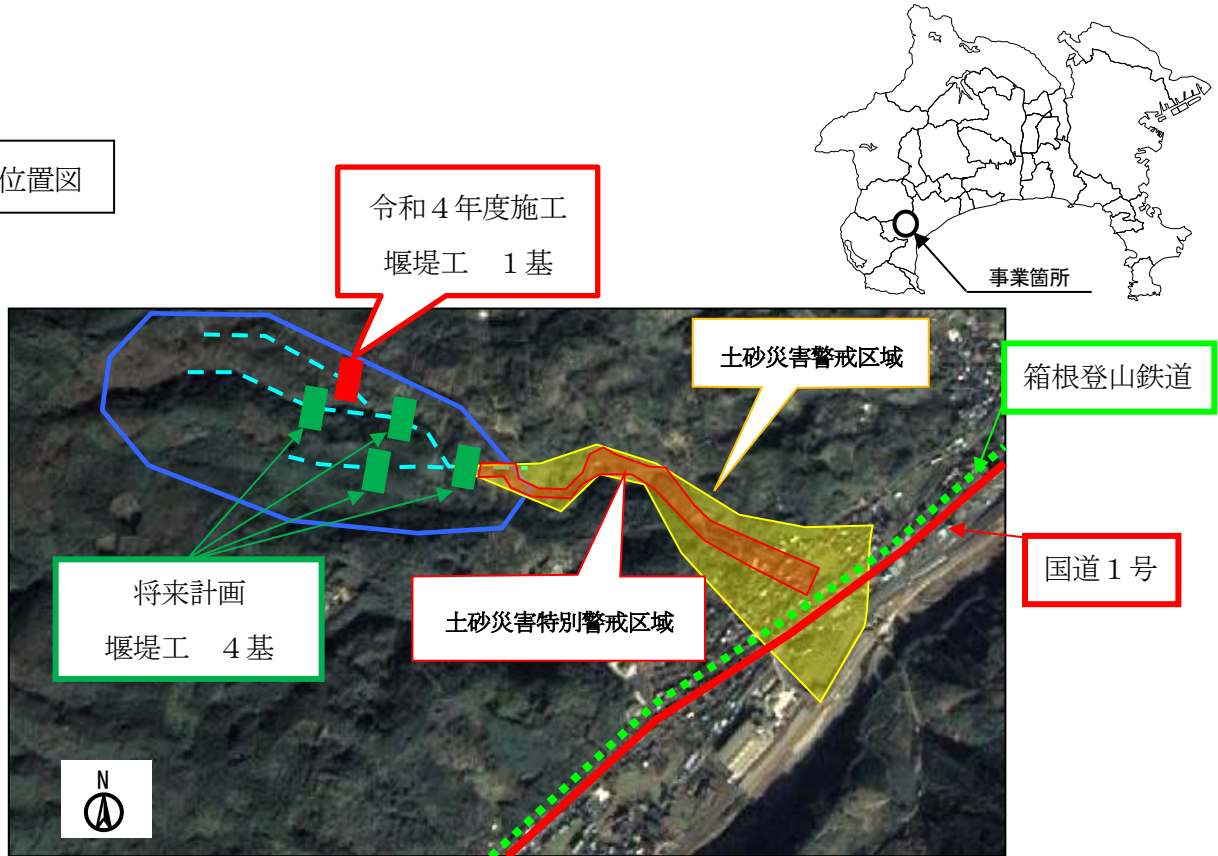 位置図
令和４年度施工
堰堤工　１基
事業箇所
土砂災害警戒区域
箱根登山鉄道
将来計画
堰堤工　４基
土砂災害特別警戒区域
国道１号
N